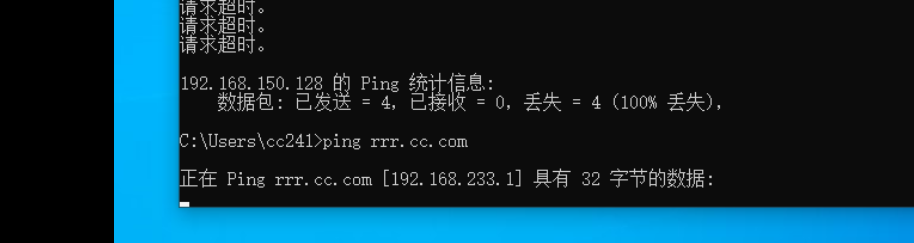 请求超时。
请求超时。
请求超时。
192.168.150.128 的 Ping 统计信息:
数据包: 已发送 = 4，已接收 = 0，丢失 = 4 (100% 丢失)，
C:\Users\cc241>ping rrr.cc.com
正在 Ping rrr.cc.com [192.168.233.1] 具有 32 字节的数据: